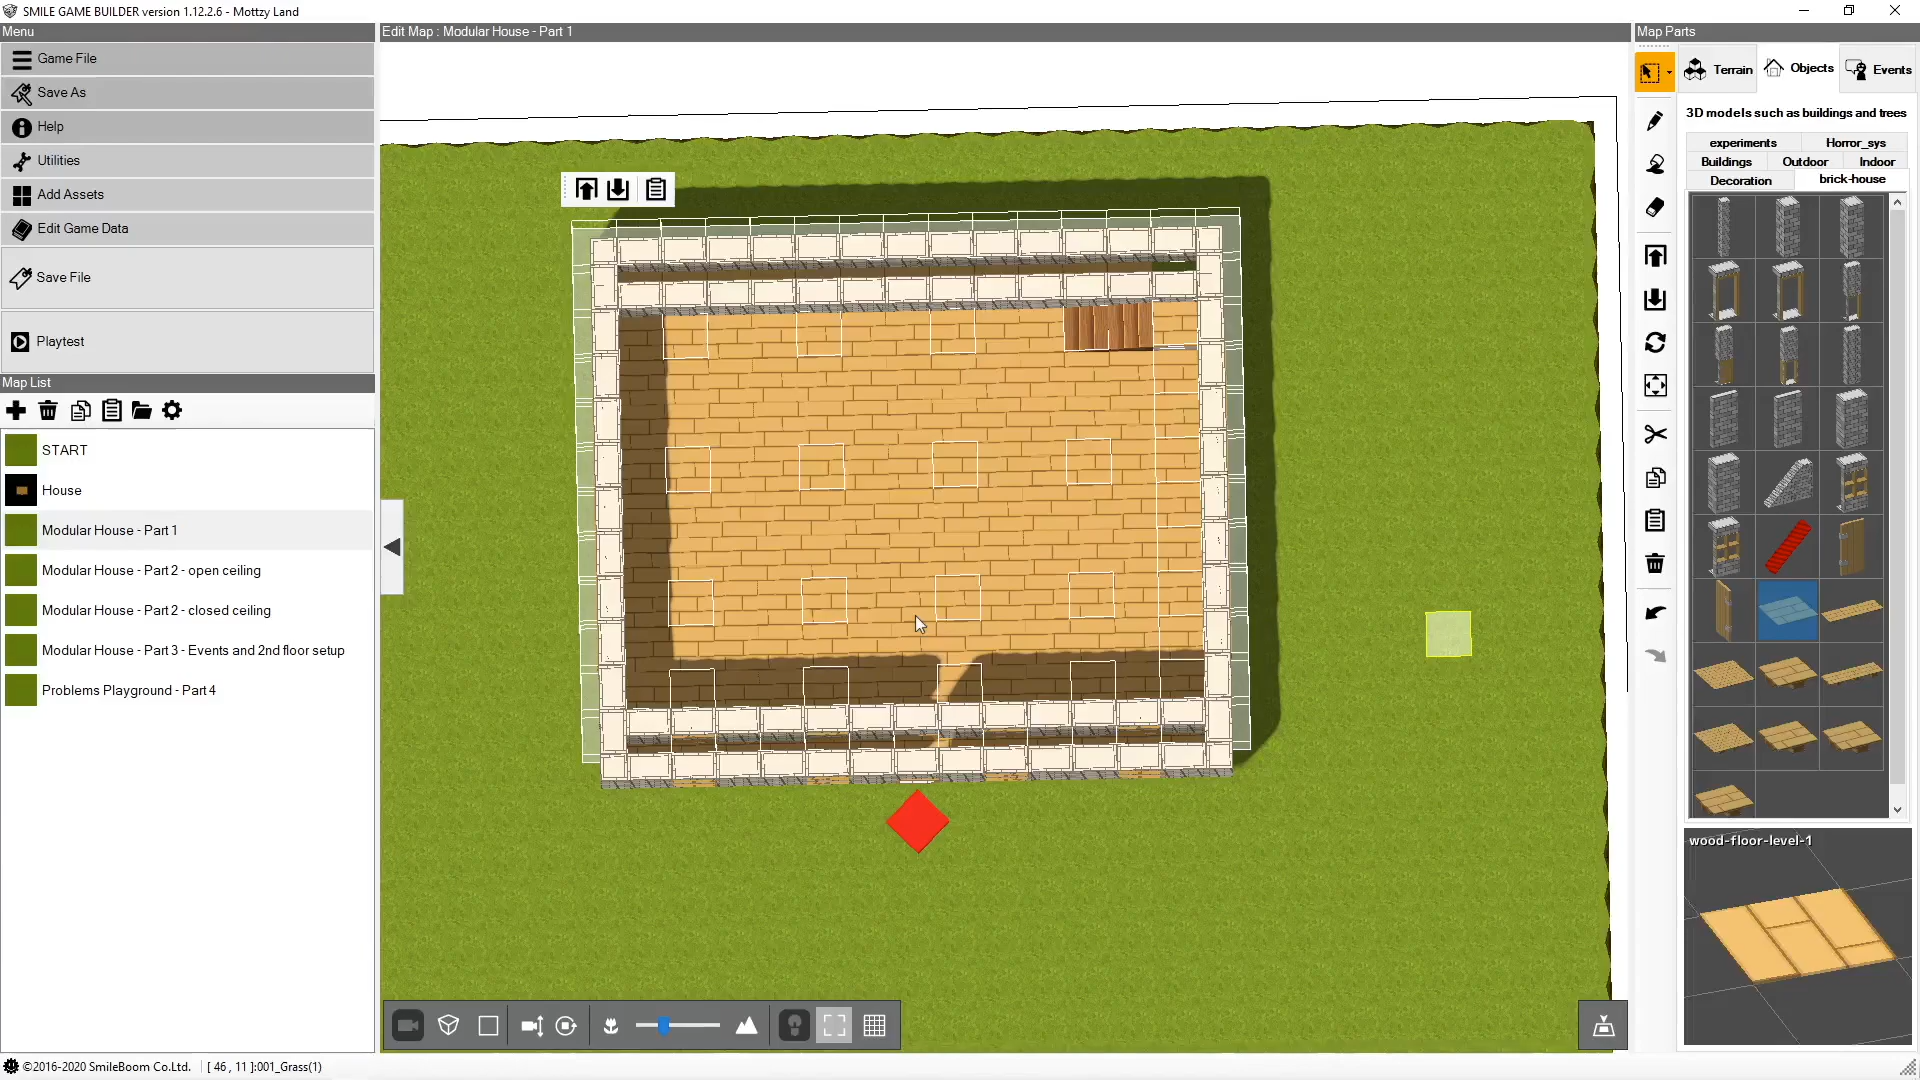 SMILE GAME BUILDER version 1.12.2.6 - Mottzy Land
Menu
Game File
Save As
Help
Utilities
Add Assets
Edit Game Data
Save File
Playtest
Map List
START
House
Modular House - Part 1
Modular House - Part 2 - open ceiling
Modular House - Part 2 - closed ceiling
Modular House - Part 3 - Events and 2nd floor setup
Problems Playground - Part 4
©2016-2020 SmileBoom Co.Ltd.
[ 46 , 11 ]:001_Grass(1)
Edit Map : Modular House - Part 1
Map Parts
Terrain
Objects
Events
3D models such as buildings and trees
experiments
Horror_sys
Buildings
Outdoor
Indoor
Decoration
brick-house
wood-floor-level-1